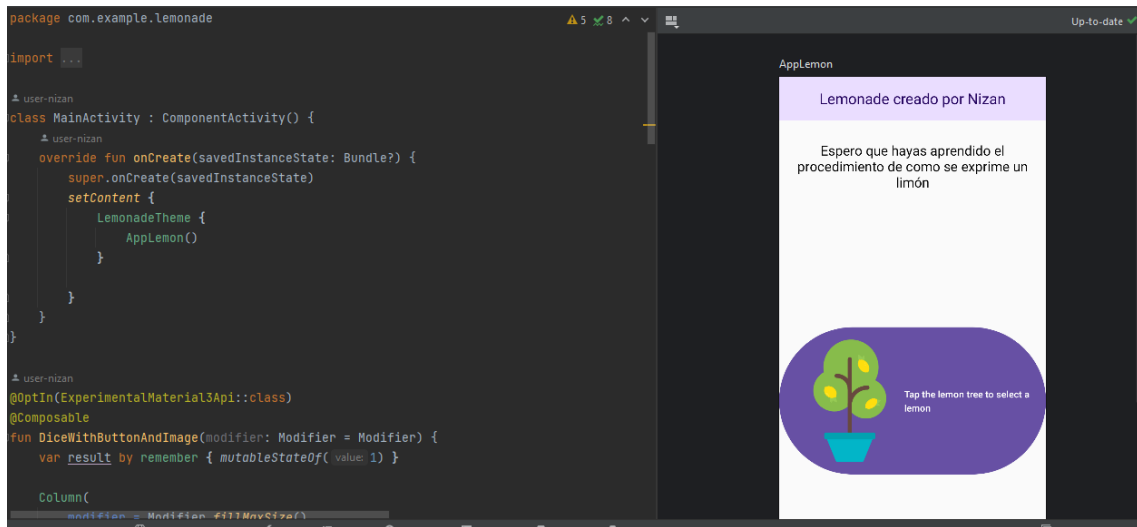 package com.example.lemonade
5 8
Up-to-date
import ...
AppLemon
user-nizan
class MainActivity : ComponentActivity() {
user-nizan
override fun onCreate(savedInstanceState: Bundle?) {
super.onCreate(savedInstanceState)
setContent {
LemonadeTheme {
AppLemon()
}
}
}
}
user-nizan
@OptIn(ExperimentalMaterial3Api::class)
@Composable
fun DiceWithButtonAndImage(modifier: Modifier = Modifier) {
var result by remember { mutableStateOf( value: 1) }
Column(
modifier = Modifier.fillMaxSize()
Lemonade creado por Nizan
Espero que hayas aprendido el
procedimiento de como se exprime un
limón
Tap the lemon tree to select a
lemon